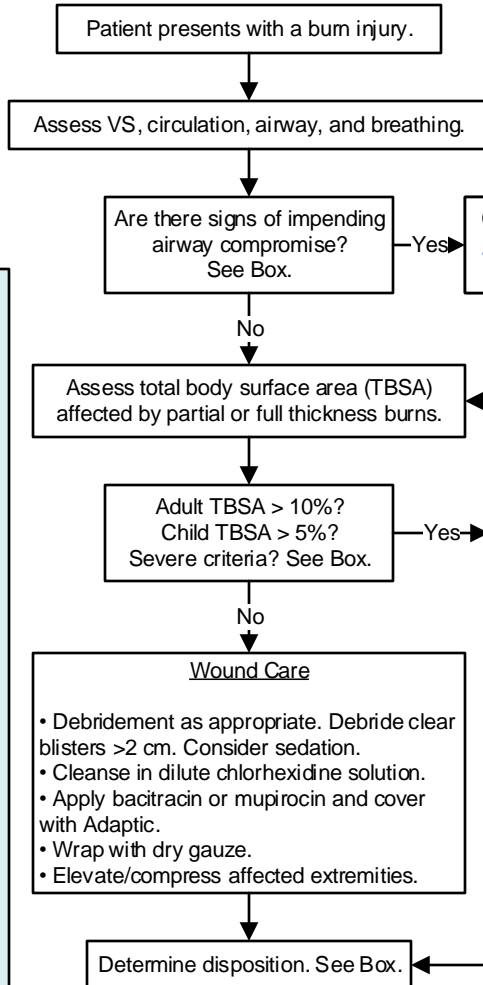 Patient presents with a burn injury.
Assess VS, circulation, airway, and breathing.
Are there signs of impending
airway compromise?
See Box.
Yes
No
Assess total body surface area (TBSA)
affected by partial or full thickness burns.
Adult TBSA > 10%?
Child TBSA > 5%?
Severe criteria? See Box.
Yes
No
Wound Care
• Debridement as appropriate. Debride clear
blisters >2 cm. Consider sedation.
• Cleanse in dilute chlorhexidine solution.
• Apply bacitracin or mupirocin and cover
with Adaptic.
• Wrap with dry gauze.
• Elevate/compress affected extremities.
Determine disposition. See Box.